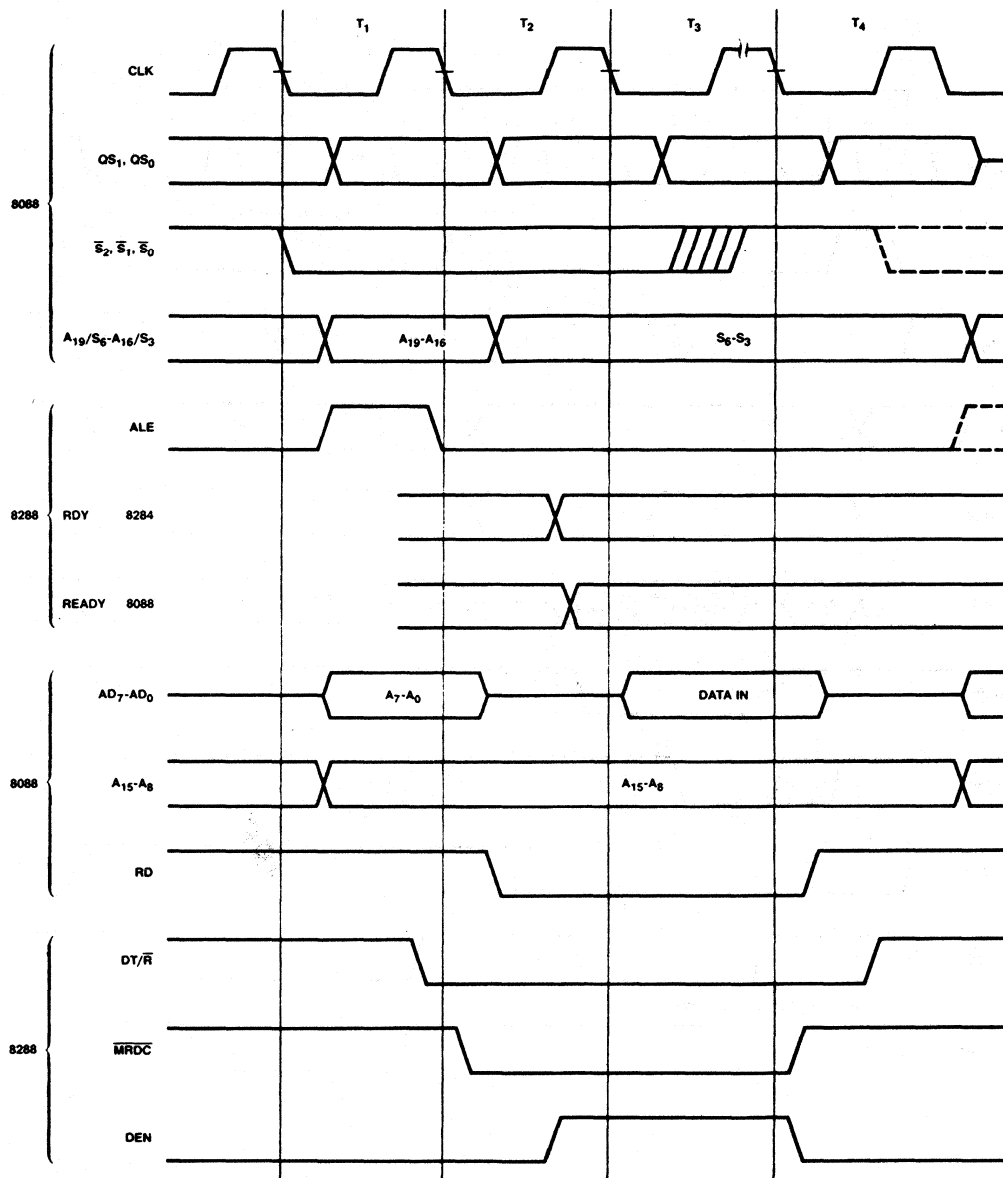 T₁ T₂ T₃ T₄
CLK
QS₁, QS₀
8088
S̅₂, S̅₁, S̅₀
A₁₉/S₆-A₁₆/S₃ A₁₉-A₁₆ S₆-S₃
ALE
8288 RDY 8284
READY 8088
AD₇-AD₀ A₇-A₀ DATA IN
8088 A₁₅-A₈ A₁₅-A₈
RD
DT/R̅
8288 M̅R̅D̅C̅
DEN